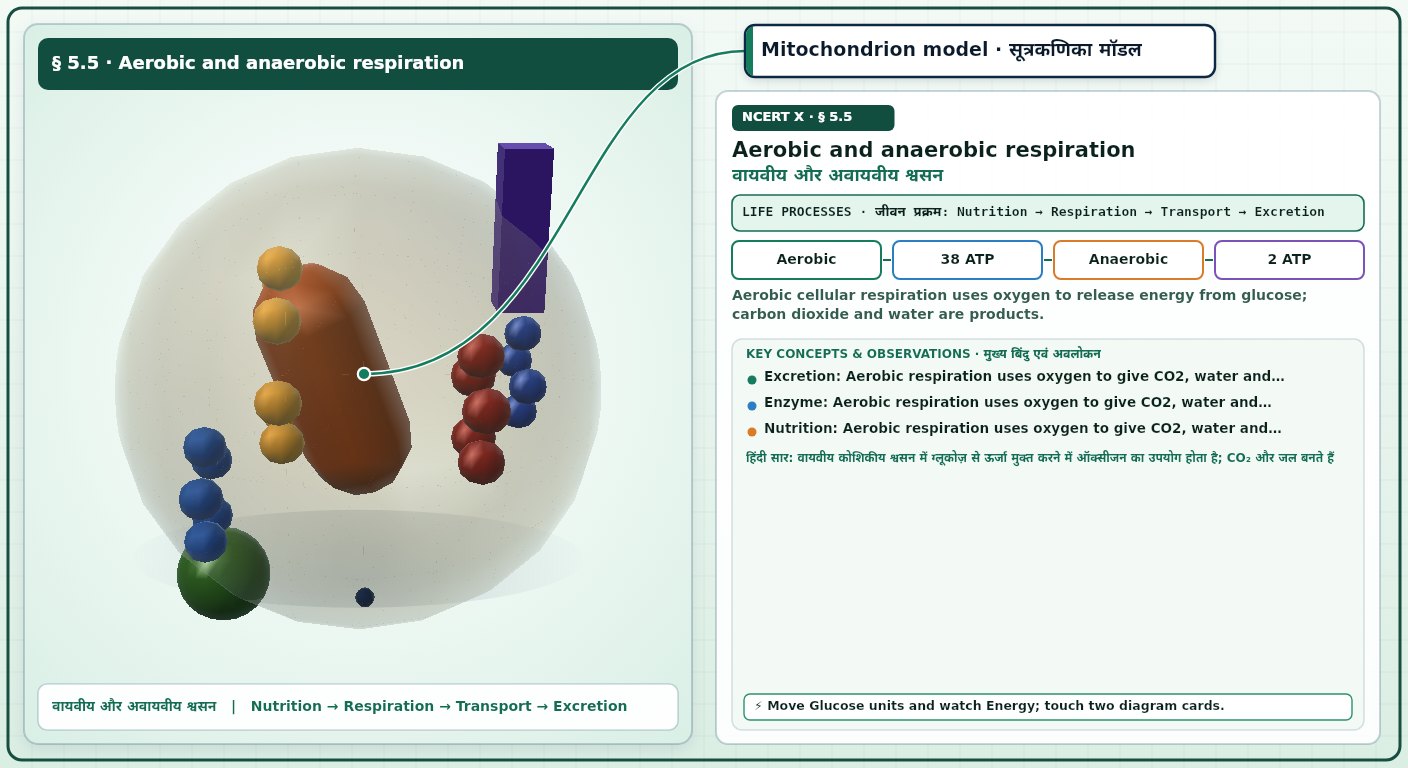 § 5.5 · Aerobic and anaerobic respiration
Mitochondrion model · सूत्रकणिका मॉडल
NCERT X · § 5.5
Aerobic and anaerobic respiration
वायवीय और अवायवीय श्वसन
LIFE PROCESSES · जीवन प्रक्रम: Nutrition → Respiration → Transport → Excretion
Aerobic
38 ATP
Anaerobic
2 ATP
Aerobic cellular respiration uses oxygen to release energy from glucose;
carbon dioxide and water are products.
KEY CONCEPTS & OBSERVATIONS · मुख्य बिंदु एवं अवलोकन
Excretion: Aerobic respiration uses oxygen to give CO2, water and…
Enzyme: Aerobic respiration uses oxygen to give CO2, water and…
Nutrition: Aerobic respiration uses oxygen to give CO2, water and…
हिंदी सार: वायवीय कोशिकीय श्वसन में ग्लूकोज़ से ऊर्जा मुक्त करने में ऑक्सीजन का उपयोग होता है; CO₂ और जल बनते हैं
⚡ Move Glucose units and watch Energy; touch two diagram cards.
वायवीय और अवायवीय श्वसन | Nutrition → Respiration → Transport → Excretion